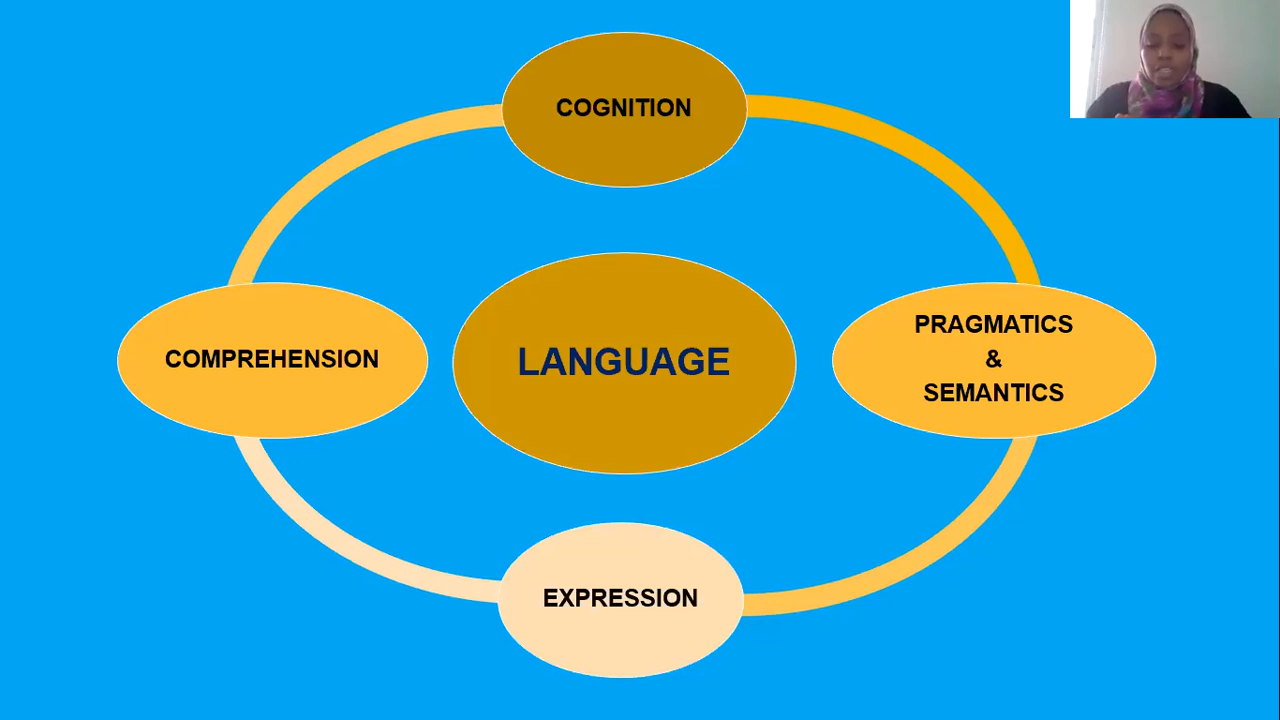 COGNITION
COMPREHENSION
LANGUAGE
PRAGMATICS
&
SEMANTICS
EXPRESSION